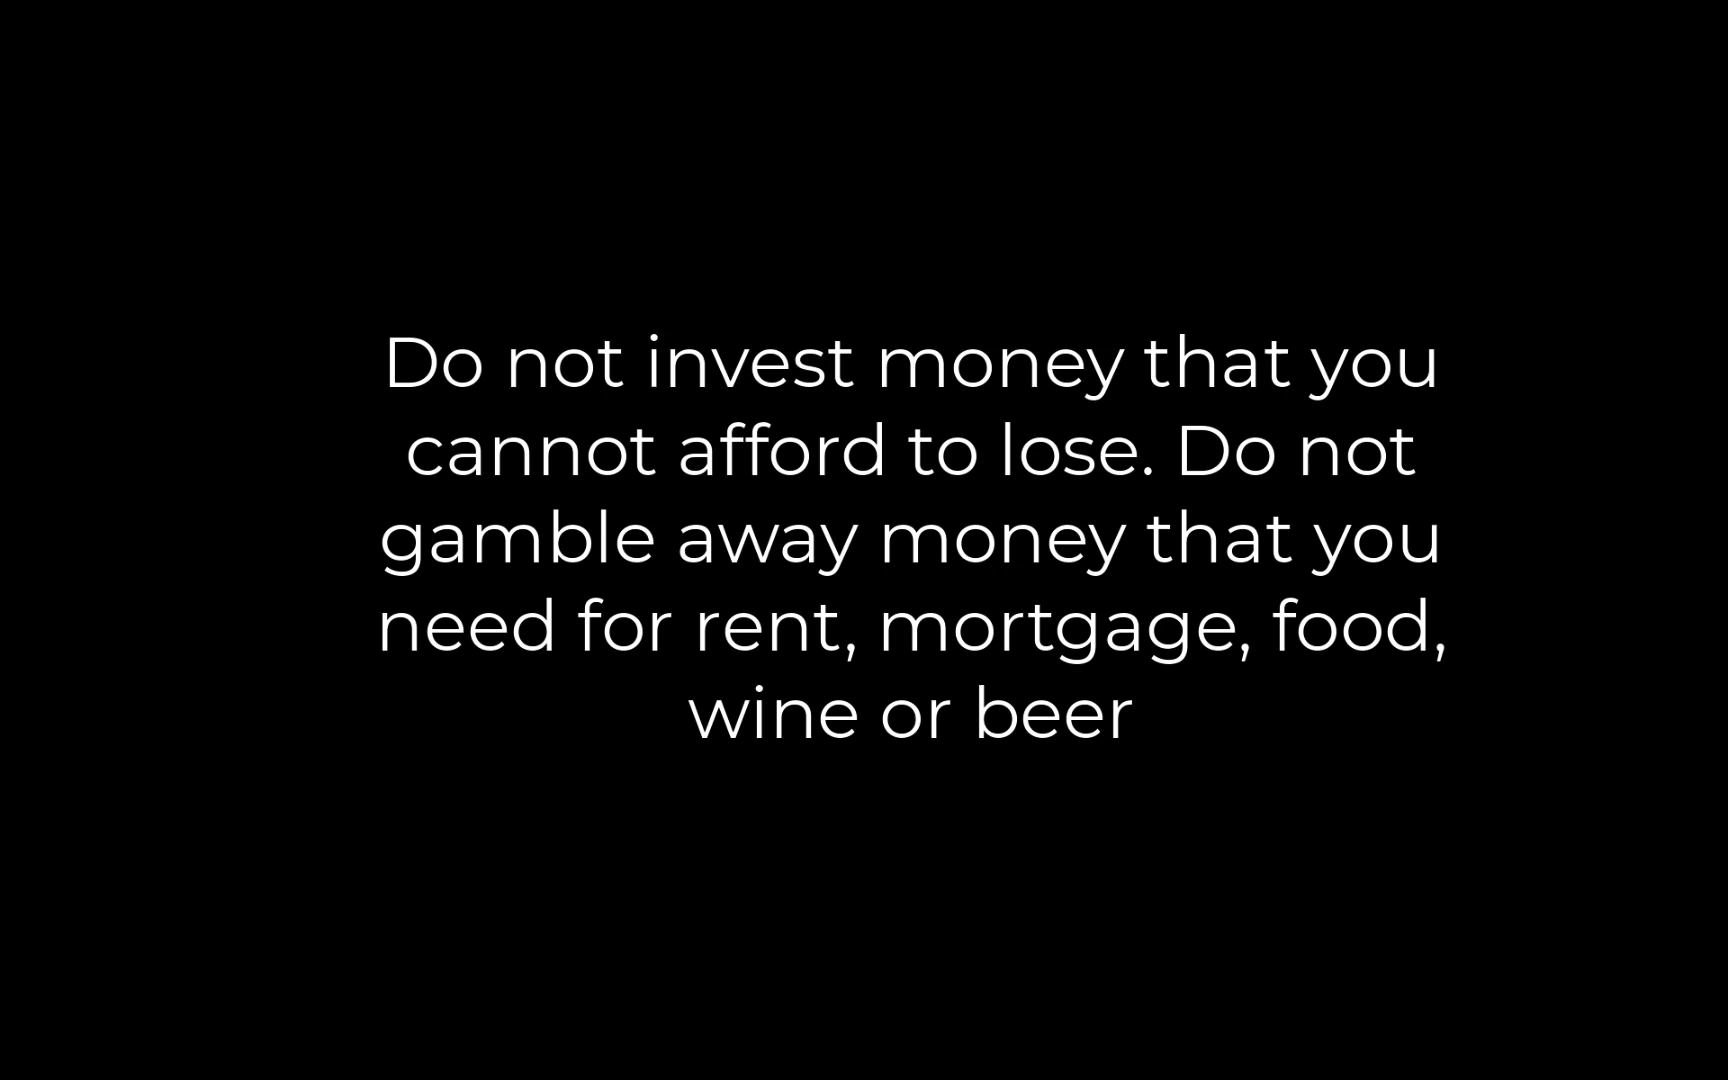 Do not invest money that you
cannot afford to lose. Do not
gamble away money that you
need for rent, mortgage, food,
wine or beer